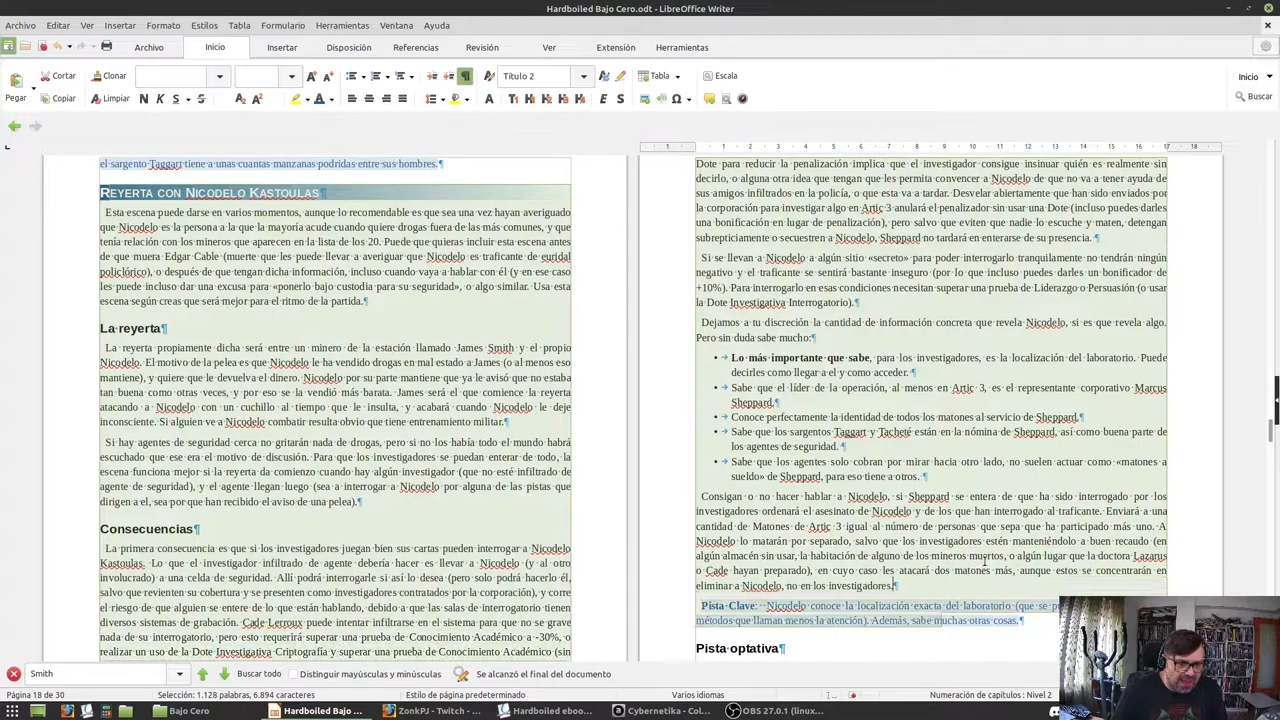 Hardboiled Bajo Cero.odt - LibreOffice Writer
Archivo Editar Ver Insertar Formato Estilos Tabla Formulario Herramientas Ventana Ayuda
Archivo Inicio Insertar Disposición Referencias Revisión Ver Extensión Herramientas
Cortar Clonar Título 2 Tabla Escala Inicio
Pegar Copiar Limpiar Buscar
el sargento Taggart tiene a unas cuantas manzanas podridas entre sus hombres.¶
REYERTA CON NICODELO KASTOULAS¶
Esta escena puede darse en varios momentos, aunque lo recomendable es que sea una vez hayan averiguado
que Nicodelo es la persona a la que la mayoría acude cuando quiere drogas fuera de las más comunes, y que
tenía relación con los mineros que aparecen en la lista de los 20. Puede que quieras incluir esta escena antes
de que muera Edgar Cable (muerte que les puede llevar a averiguar que Nicodelo es traficante de euridal
policlórico), o después de que tengan dicha información, incluso cuando vaya a hablar con él (y en ese caso
les puede incluso dar una excusa para «ponerlo bajo custodia para su seguridad», o algo similar. Usa esta
escena según creas que será mejor para el ritmo de la partida.¶
La reyerta¶
La reyerta propiamente dicha será entre un minero de la estación llamado James Smith y el propio
Nicodelo. El motivo de la pelea es que Nicodelo le ha vendido drogas en mal estado a James (o al menos eso
mantiene), y quiere que le devuelva el dinero. Nicodelo por su parte mantiene que ya le avisó que no estaba
tan buena como otras veces, y por eso se la vendió más barata. James será el que comience la reyerta
atacando a Nicodelo con un cuchillo al tiempo que le insulta, y acabará cuando Nicodelo le deje
inconsciente. Si alguien ve a Nicodelo combatir resulta obvio que tiene entrenamiento militar.¶
Si hay agentes de seguridad cerca no gritarán nada de drogas, pero si no los había todo el mundo habrá
escuchado que ese era el motivo de discusión. Para que los investigadores se puedan enterar de todo, la
escena funciona mejor si la reyerta da comienzo cuando hay algún investigador (que no esté infiltrado de
agente de seguridad), y el agente llegan luego (sea a interrogar a Nicodelo por alguna de las pistas que
dirigen a el, sea por que han recibido el aviso de una pelea).¶
Consecuencias¶
La primera consecuencia es que si los investigadores juegan bien sus cartas pueden interrogar a Nicodelo
Kastoulas. Lo que el investigador infiltrado de agente debería es llevar a Nicodelo (y al otro
involucrado) a una celda de seguridad. Allí podrá interrogarle si así lo desea (pero solo podrá hacerlo él,
salvo que revienten su cobertura y se presenten como investigados contratados por la corporación), y corre
el riesgo de que alguien se entere de lo que están hablando, debido a que las salas de interrogatorio tienen
diversos sistemas de grabación. Cade Lerroux puede intentar infiltrarse en el sistema para que no se grave
nada de su interrogatorio, pero esto requerirá superar una prueba de Conocimiento Académico a -30%, o
realizar un uso de la Dote Investigativa Criptografía y superar una prueba de Conocimiento Académico (sin
Dote para reducir la penalización implica que el investigador consigue insinuar quién es realmente sin
decirlo, o alguna otra idea que tengan que les permita convencer a Nicodelo de que no va a tener ayuda de
sus amigos infiltrados en la policía, o que esta va a tardar. Desvelar abiertamente que han sido enviados por
la corporación para investigar algo en Artic 3 anulará el penalizador sin usar una Dote (incluso puedes darles
una bonificación en lugar de penalización), pero salvo que eviten que nadie lo escuche y maten, detengan
subrepticiamente o secuestren a Nicodelo, Sheppard no tardará en enterarse de su presencia.¶
Si se llevan a Nicodelo a algún sitio «secreto» para poder interrogarlo tranquilamente no tendrán ningún
negativo y el traficante se sentirá bastante inseguro (por lo que incluso puedes darles un bonificador de
+10%). Para interrogarlo en esas condiciones necesitan superar una prueba de Liderazgo o Persuasión (o usar
la Dote Investigativa Interrogatorio).¶
Dejamos a tu discreción la cantidad de información concreta que revela Nicodelo, si es que revela algo.
Pero sin duda sabe mucho:¶
• Lo más importante que sabe, para los investigadores, es la localización del laboratorio. Puede
decirles como llegar a el y como acceder.¶
• Sabe que el líder de la operación, al menos en Artic 3, es el representante corporativo Marcus
Sheppard.¶
• Conoce perfectamente la identidad de todos los matones al servicio de Sheppard.¶
• Sabe que los sargentos Taggart y Tacheté están en la nómina de Sheppard, así como buena parte de
los agentes de seguridad.¶
• Sabe que los agentes solo cobran por mirar hacia otro lado, no suelen actuar como «matones a
sueldo» de Sheppard, para eso tiene a otros.¶
Consigan o no hacer hablar a Nicodelo, si Sheppard se entera de que ha sido interrogado por los
investigadores ordenará el asesinato de Nicodelo y de los que han interrogado al traficante. Enviará a una
cantidad de Matones de Artic 3 igual al número de personas que sepa que ha participado más uno. A
Nicodelo lo matarán por separado, salvo que los investigadores estén manteniéndolo a buen recaudo (en
algún almacén sin usar, la habitación de alguno de los mineros muertos, o algún lugar que la doctora Lazarus
o Cade hayan preparado), en cuyo caso les atacará dos matones más, aunque estos se concentrarán en
eliminar a Nicodelo, no en los investigadores.¶
Pista Clave: Nicodelo conoce la localización exacta del laboratorio (que se
métodos que llaman menos la atención). Además, sabe muchas otras cosas.¶
Pista optativa¶
Smith Buscar todo Distinguir mayúsculas y minúsculas Se alcanzó el final del documento
Página 18 de 30 Selección: 1.128 palabras, 6.894 caracteres Estilo de página predeterminado Varios idiomas Numeración de capítulos: Nivel 2
Bajo Cero Hardboiled Bajo ... ZonkPJ - Twitch - ... Hardboiled eboo... Cybernetika - Col... OBS 27.0.1 (linux...